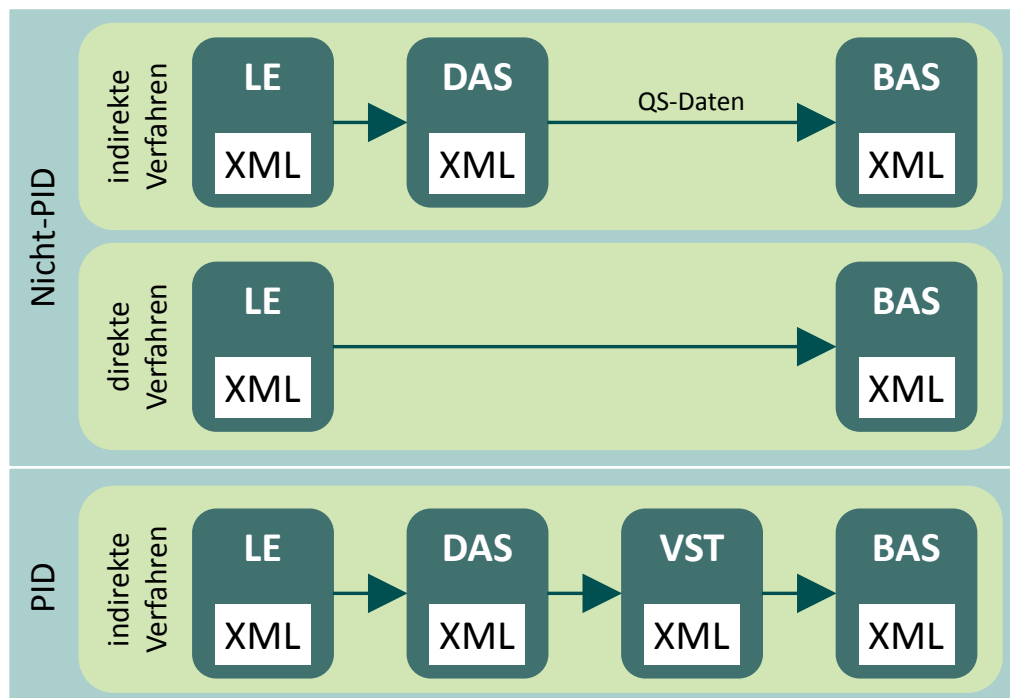 Nicht-PID
indirekte
Verfahren
LE
XML
DAS
XML
QS-Daten
BAS
XML
direkte
Verfahren
LE
XML
BAS
XML
PID
indirekte
Verfahren
LE
XML
DAS
XML
VST
XML
BAS
XML